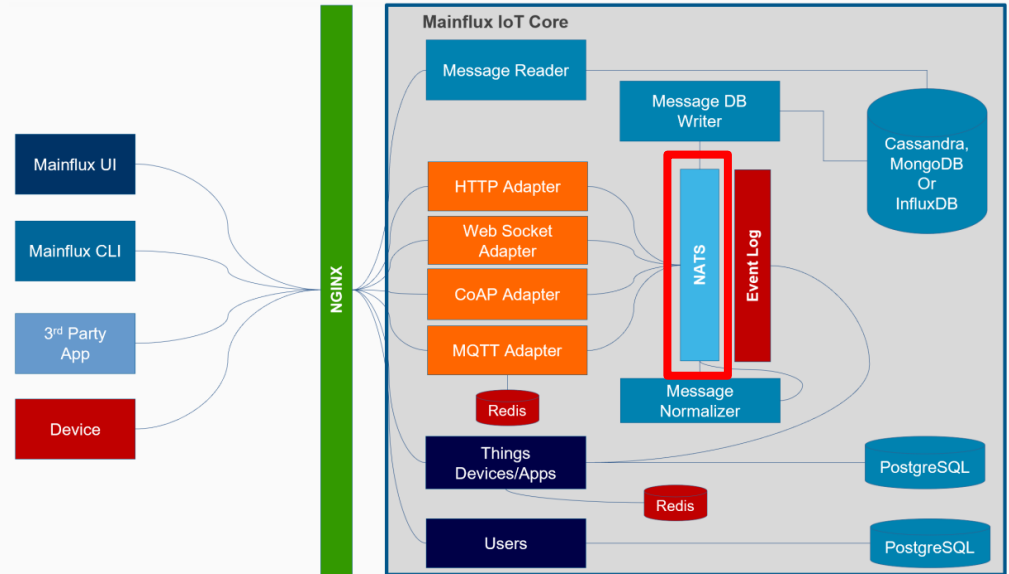 Mainflux IoT Core
Message Reader
Message DB
Writer
Cassandra,
MongoDB
Or
InfluxDB
Mainflux UI
Mainflux CLI
3rd Party
App
Device
NGINX
HTTP Adapter
Web Socket
Adapter
CoAP Adapter
MQTT Adapter
Redis
NATS
Event Log
Message
Normalizer
Things
Devices/Apps
PostgreSQL
Redis
Users
PostgreSQL